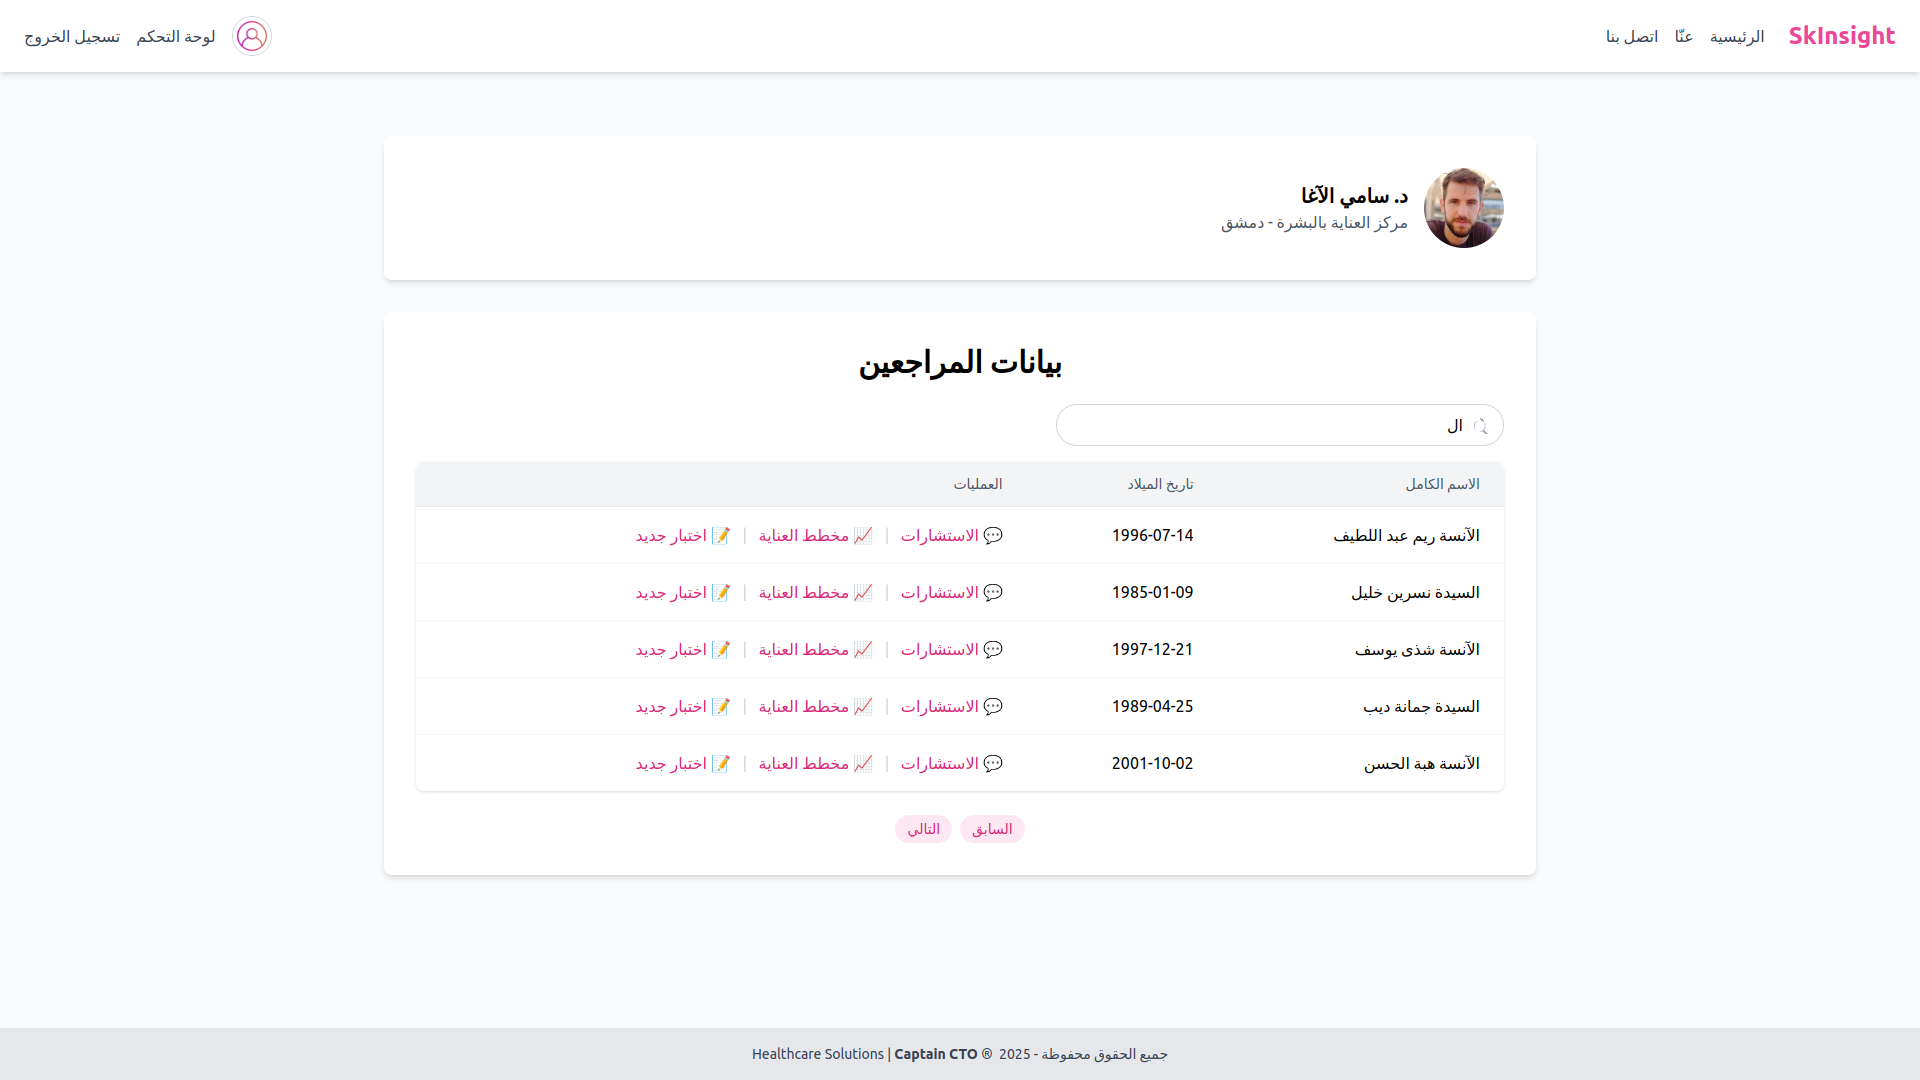 SkInsight الرئيسية عنّا اتصل بنا لوحة التحكم تسجيل الخروج
د. سامي الآغا
مركز العناية بالبشرة - دمشق
بيانات المراجعين
ال
الاسم الكامل تاريخ الميلاد العمليات
الآنسة ريم عبد اللطيف 1996-07-14 💬 الاستشارات | 📈 مخطط العناية | 📝 اختبار جديد
السيدة نسرين خليل 1985-01-09 💬 الاستشارات | 📈 مخطط العناية | 📝 اختبار جديد
الآنسة شذى يوسف 1997-12-21 💬 الاستشارات | 📈 مخطط العناية | 📝 اختبار جديد
السيدة جمانة ديب 1989-04-25 💬 الاستشارات | 📈 مخطط العناية | 📝 اختبار جديد
الآنسة هبة الحسن 2001-10-02 💬 الاستشارات | 📈 مخطط العناية | 📝 اختبار جديد
السابق التالي
جميع الحقوق محفوظة - 2025 ® Healthcare Solutions | Captain CTO